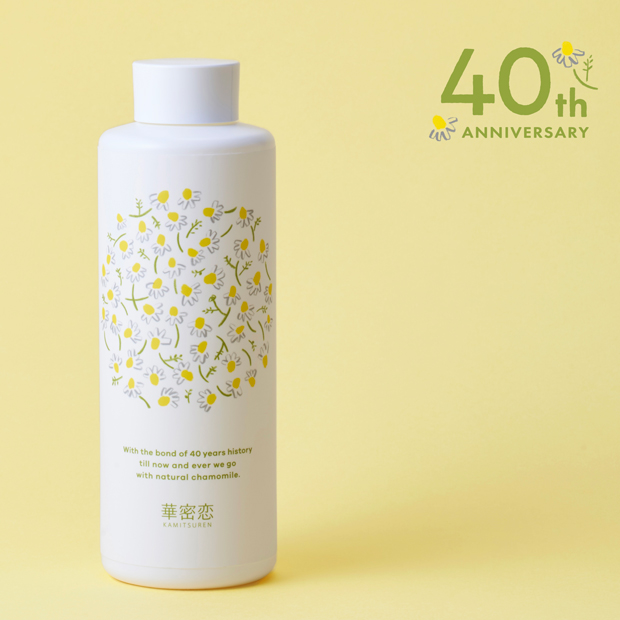 40th
ANNIVERSARY
With the bond of 40 years history
till now and ever we go
with natural chamomile.
華密恋
KAMITSUREN